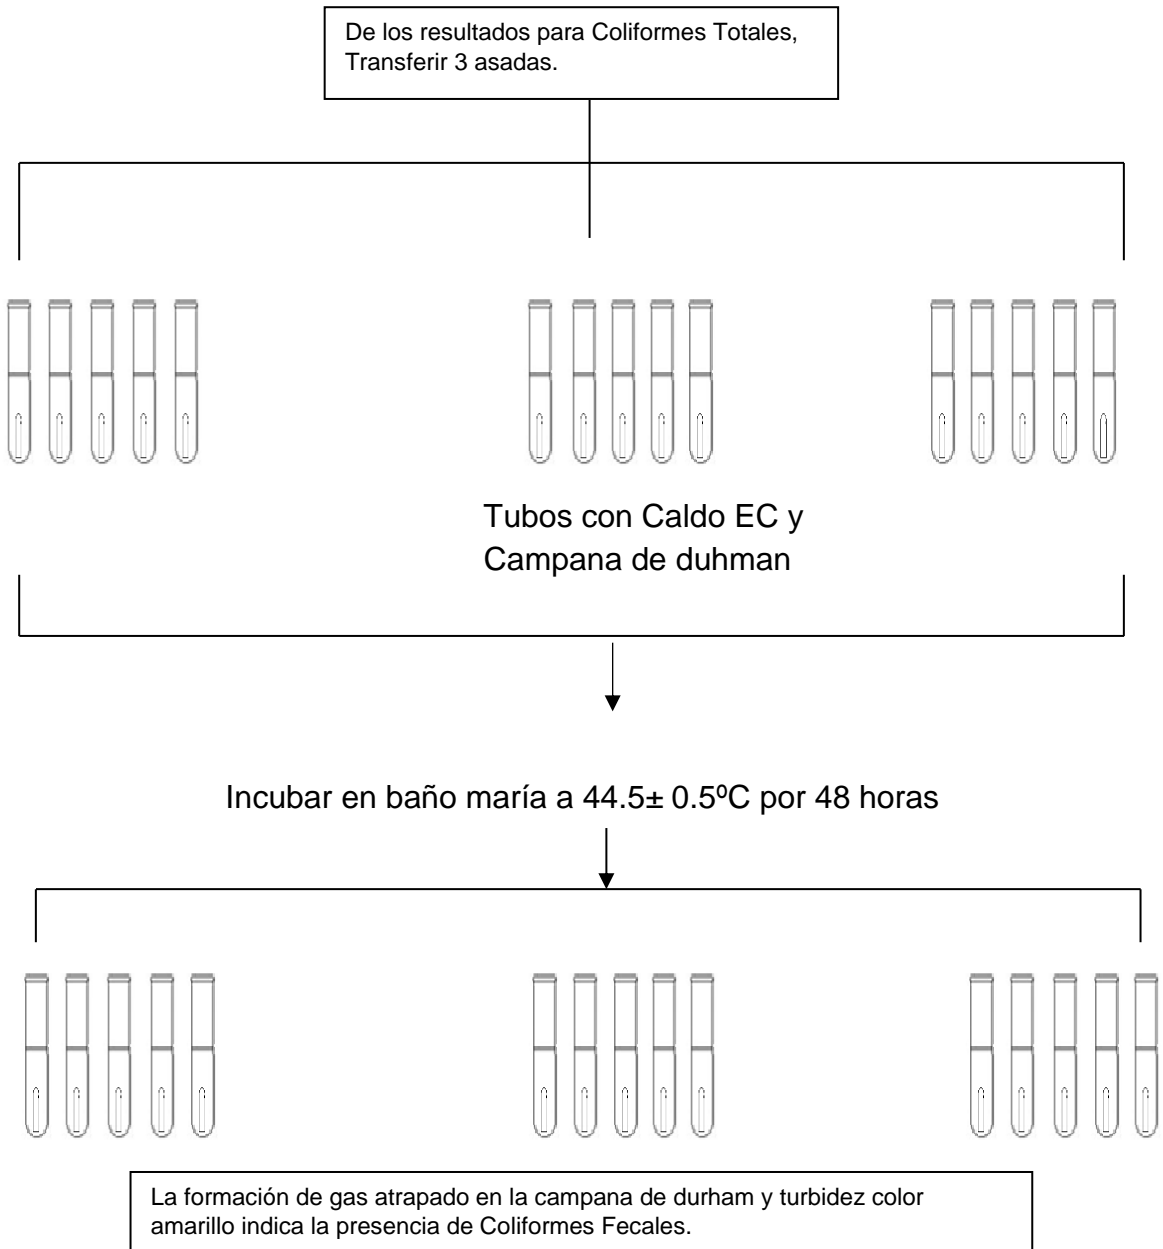 De los resultados para Coliformes Totales,
Transferir 3 asadas.
Tubos con Caldo EC y
Campana de duhman
Incubar en baño maría a 44.5± 0.5ºC por 48 horas
La formación de gas atrapado en la campana de durham y turbidez color
amarillo indica la presencia de Coliformes Fecales.